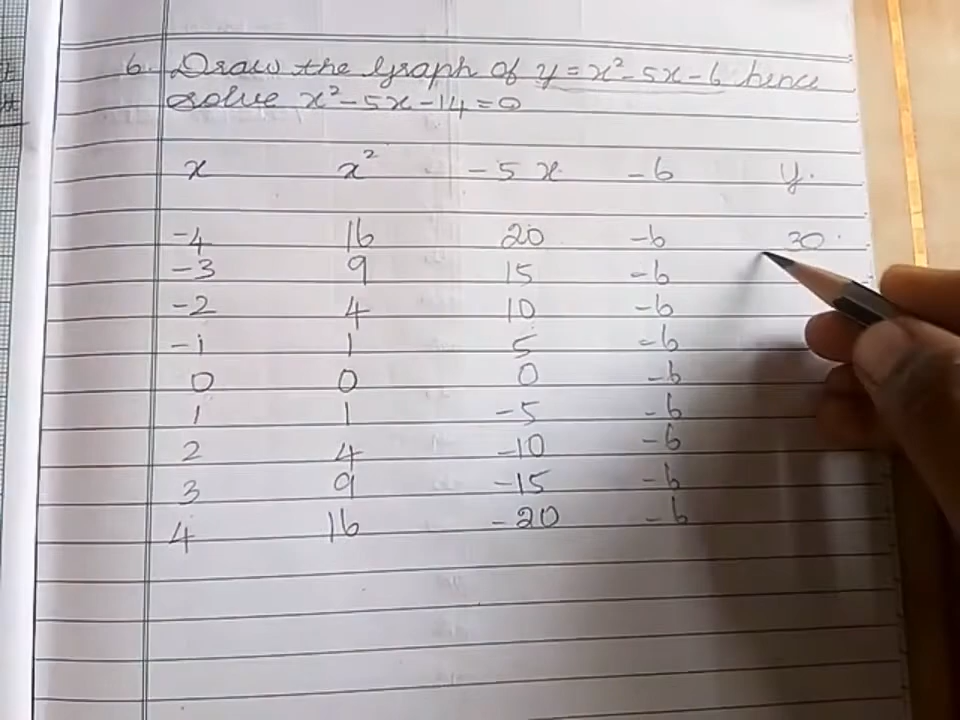 6. Draw the graph of y = x² - 5x - 6 hence
solve x² - 5x - 14 = 0
x x² - 5 x - 6 y.
-4 16 20 -6 30
-3 9 15 -6
-2 4 10 -6
-1 1 5 -6
0 0 0 -6
1 1 -5 -6
2 4 -10 -6
3 9 -15 -6
4 16 -20 -6